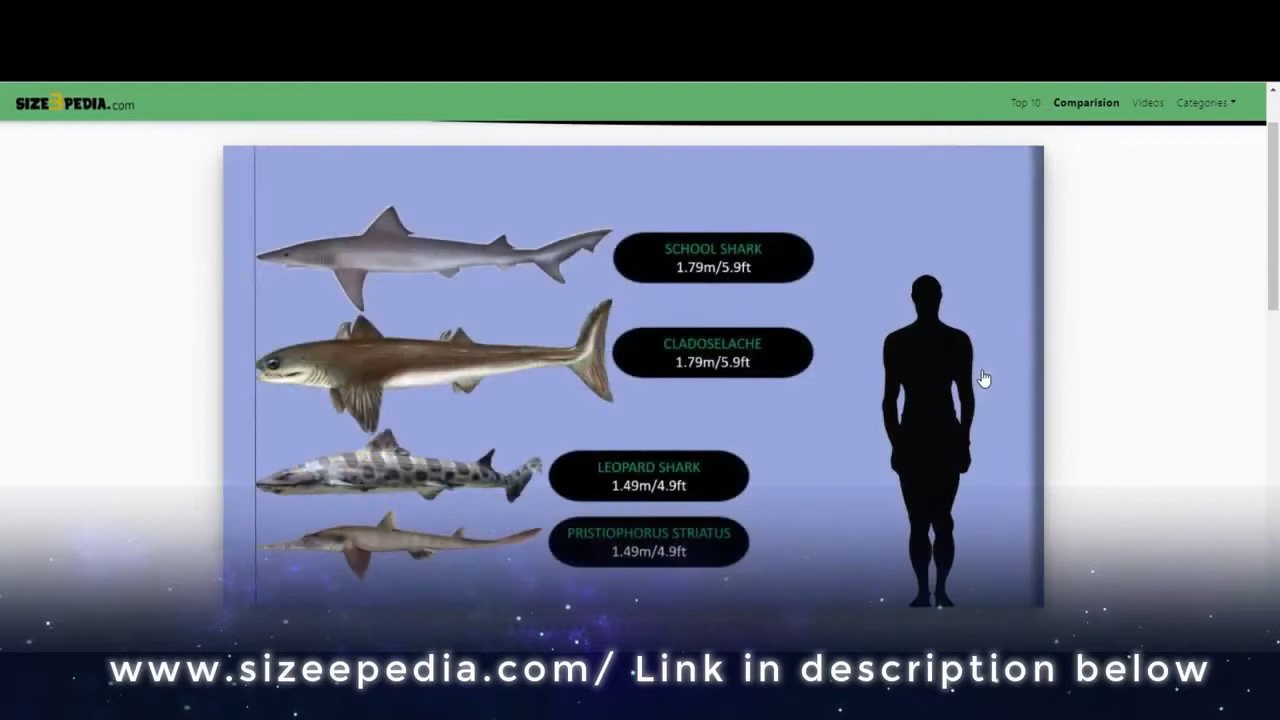 SIZEPEDIA.com
Top 10 Comparision Videos Categories
SCHOOL SHARK
1.79m/5.9ft
CLADOSELACHE
1.79m/5.9ft
LEOPARD SHARK
1.49m/4.9ft
PRISTIOPHORUS STRIATUS
1.49m/4.9ft
www.sizeepedia.com/ Link in description below